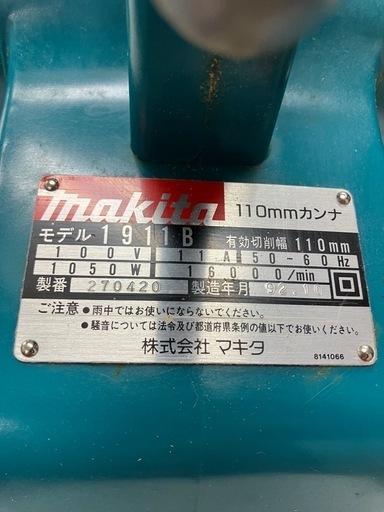 makita 110mmカンナ
モデル 1911B 有効切削幅 110mm
100V 11A 50-60Hz
1050W 16000/min
製番 270420 製造年月 92.10
ご注意 ●雨中ではお使いにならないでください。
●騒音については法令及び都道府県条例の値以下でお使いください。
株式会社 マキタ
8141066